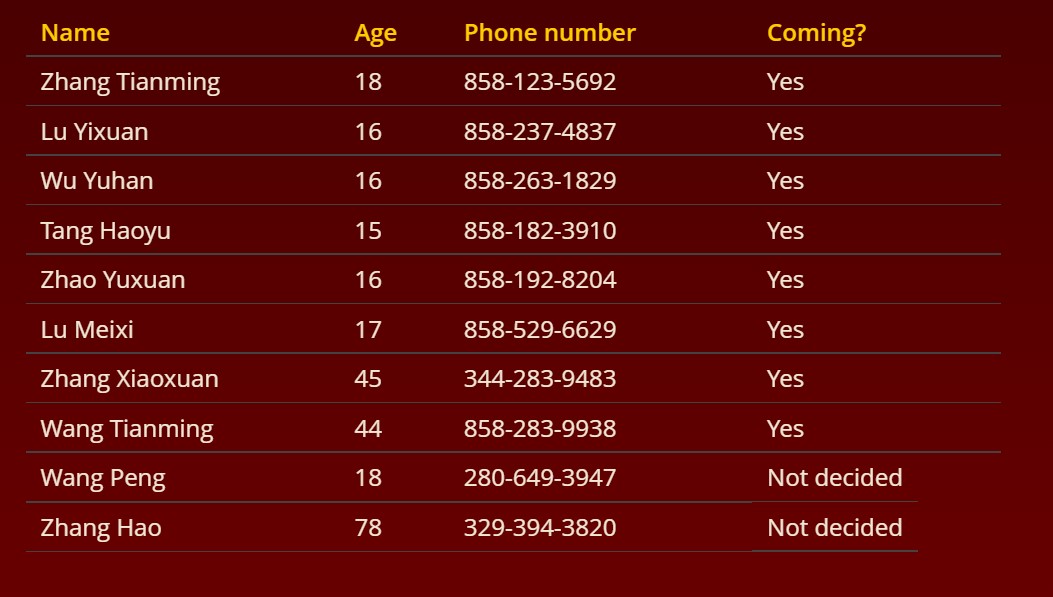 Name Age Phone number Coming?
Zhang Tianming 18 858-123-5692 Yes
Lu Yixuan 16 858-237-4837 Yes
Wu Yuhan 16 858-263-1829 Yes
Tang Haoyu 15 858-182-3910 Yes
Zhao Yuxuan 16 858-192-8204 Yes
Lu Meixi 17 858-529-6629 Yes
Zhang Xiaoxuan 45 344-283-9483 Yes
Wang Tianming 44 858-283-9938 Yes
Wang Peng 18 280-649-3947 Not decided
Zhang Hao 78 329-394-3820 Not decided